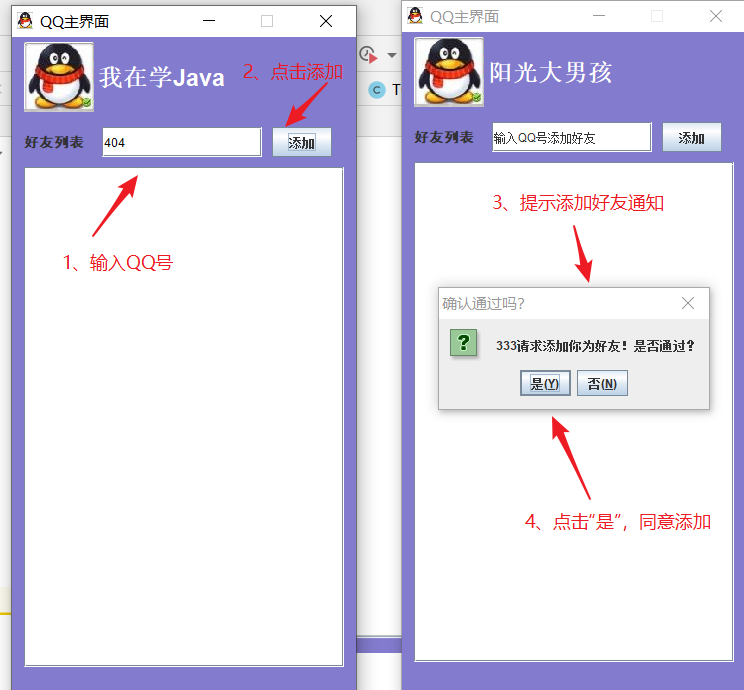 QQ主界面
我在学Java
2、点击添加
好友列表
404
添加
1、输入QQ号
C T
QQ主界面
阳光大男孩
好友列表
输入QQ号添加好友
添加
3、提示添加好友通知
确认通过吗?
333请求添加你为好友！是否通过？
是(Y)
否(N)
4、点击“是”，同意添加